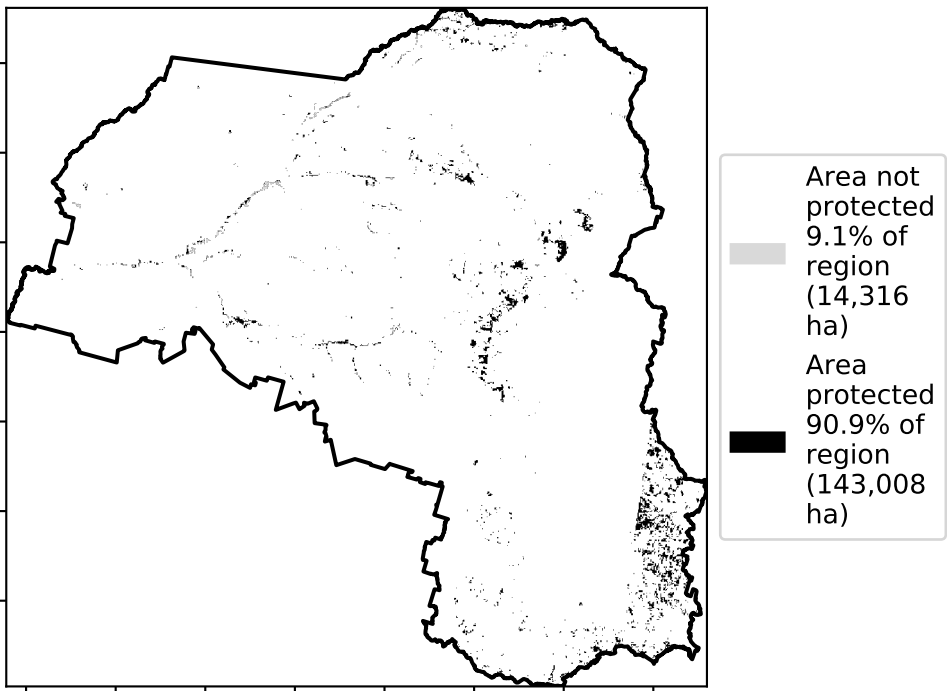 Area not
protected
9.1% of
region
(14,316
ha)
Area
protected
90.9% of
region
(143,008
ha)